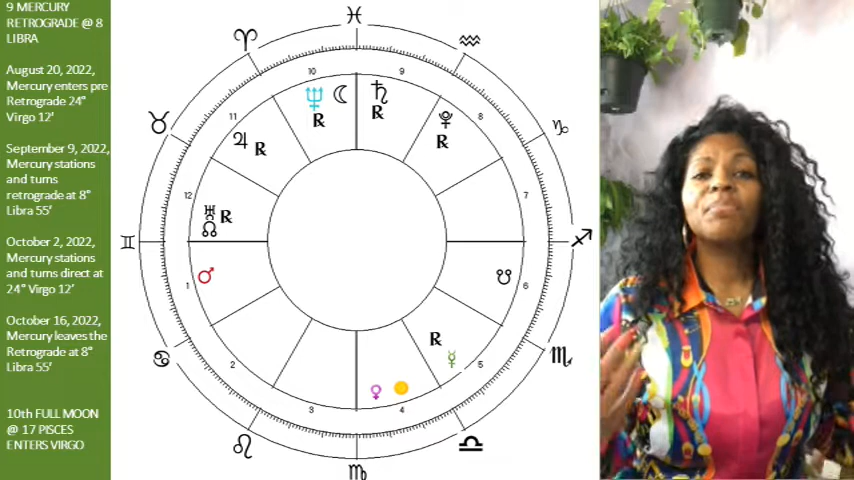 9 MERCURY
RETROGRADE @ 8
LIBRA
August 20, 2022,
Mercury enters pre
Retrograde 24°
Virgo 12'
September 9, 2022,
Mercury stations
and turns
retrograde at 8°
Libra 55'
October 2, 2022,
Mercury stations
and turns direct at
24° Virgo 12'
October 16, 2022,
Mercury leaves the
Retrograde at 8°
Libra 55'
10th FULL MOON
@ 17 PISCES
ENTERS VIRGO
♓
♈ ♒
10 9
♆ ☾ ♄
♉ 11 ℞ ℞ ♇ 8 ♑
♃ ℞ ℞
12 7
♅ ℞
☊
♊ ♐
♂ ☋
1 6
℞
♋ ☿ ♏
2 5
♀
3 4
♌ ♎
♍